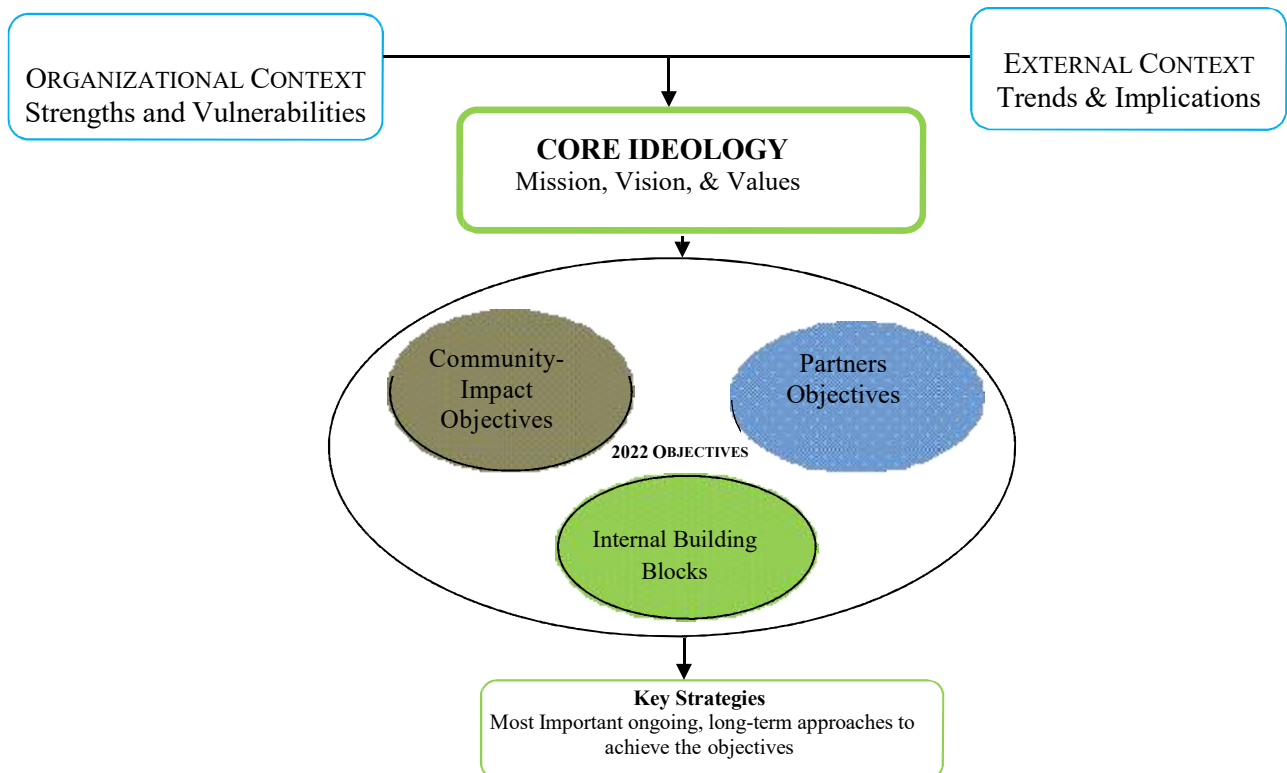 ORGANIZATIONAL CONTEXT
Strengths and Vulnerabilities
EXTERNAL CONTEXT
Trends & Implications
CORE IDEOLOGY
Mission, Vision, & Values
Community-
Impact
Objectives
Partners
Objectives
2022 OBJECTIVES
Internal Building
Blocks
Key Strategies
Most Important ongoing, long-term approaches to
achieve the objectives